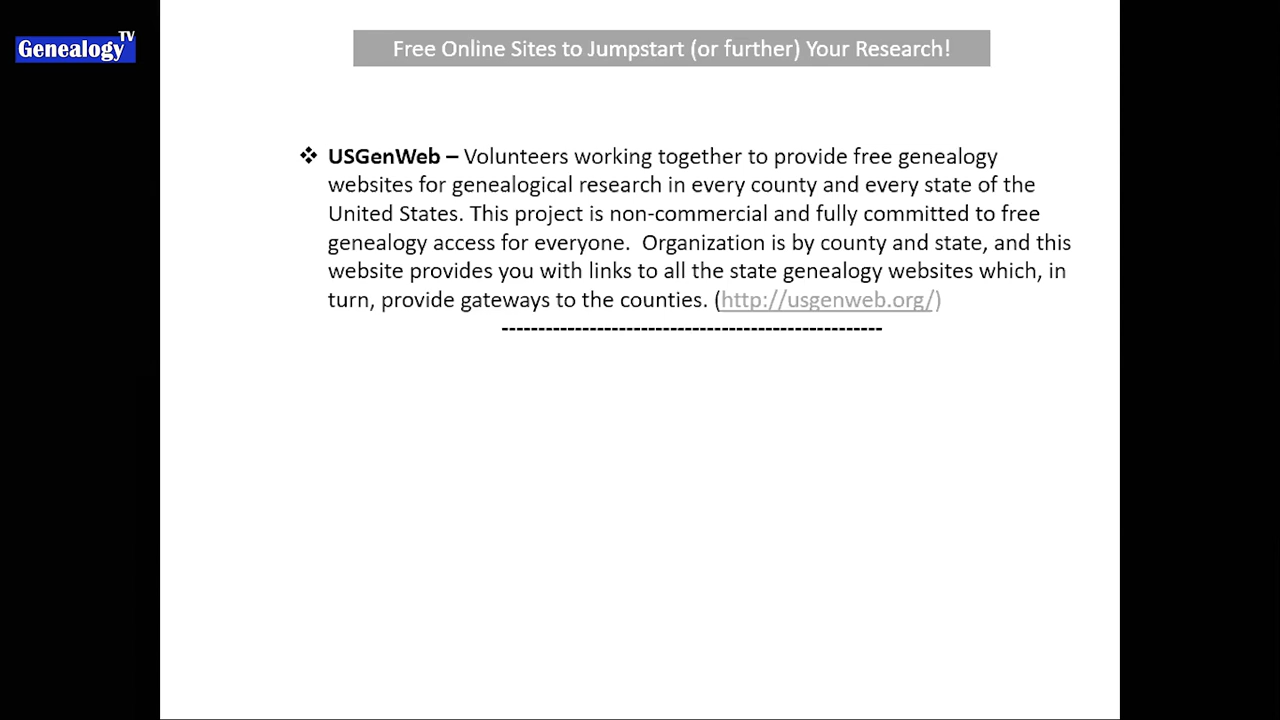 Genealogy TV
Free Online Sites to Jumpstart (or further) Your Research!
❖ USGenWeb – Volunteers working together to provide free genealogy
websites for genealogical research in every county and every state of the
United States. This project is non-commercial and fully committed to free
genealogy access for everyone.  Organization is by county and state, and this
website provides you with links to all the state genealogy websites which, in
turn, provide gateways to the counties. (http://usgenweb.org/)
---------------------------------------------------